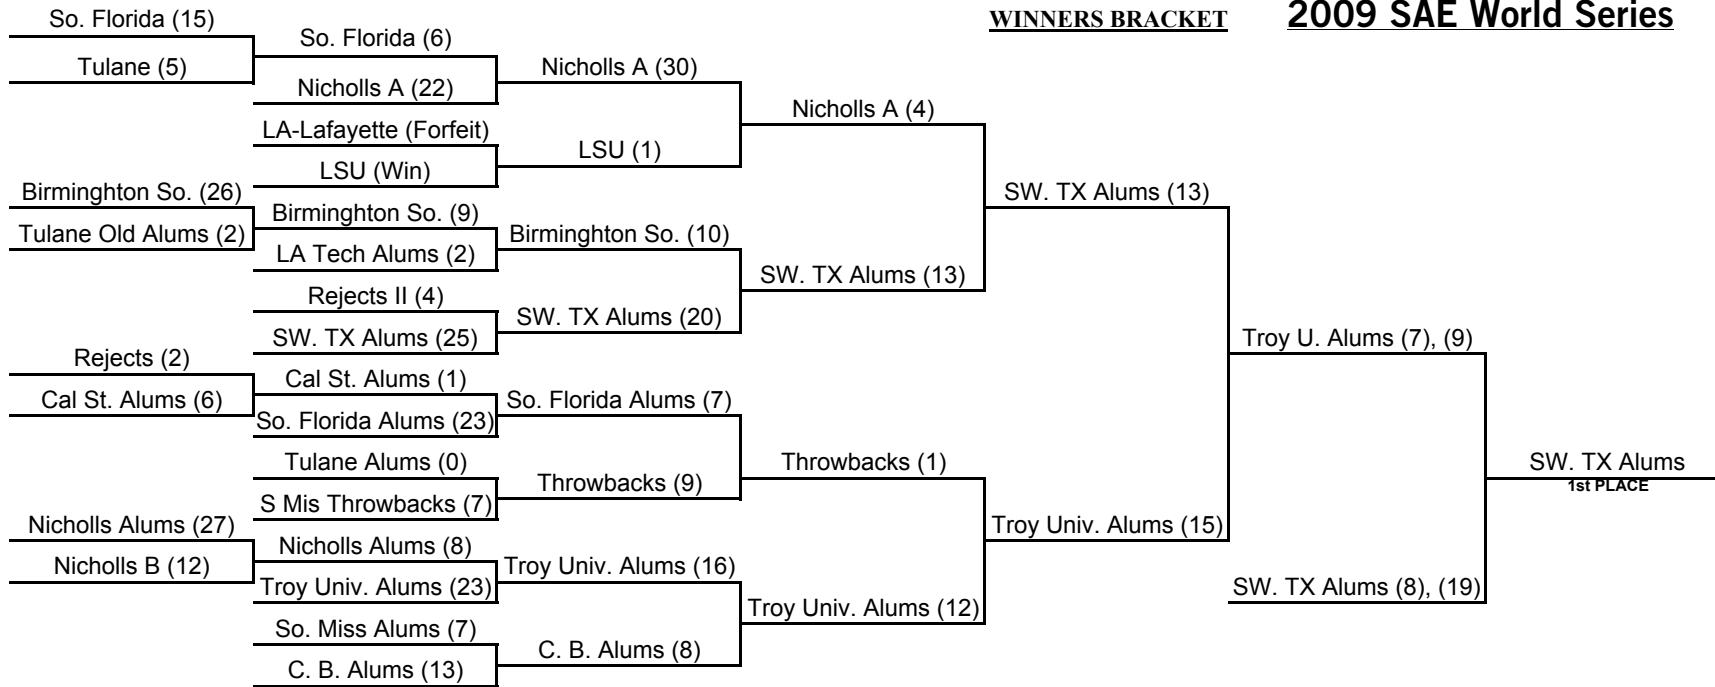 WINNERS BRACKET
2009 SAE World Series
So. Florida (15)
Tulane (5)
Birminghton So. (26)
Tulane Old Alums (2)
Rejects (2)
Cal St. Alums (6)
Nicholls Alums (27)
Nicholls B (12)
So. Florida (6)
Nicholls A (22)
LA-Lafayette (Forfeit)
LSU (Win)
Birminghton So. (9)
LA Tech Alums (2)
Rejects II (4)
SW. TX Alums (25)
Cal St. Alums (1)
So. Florida Alums (23)
Tulane Alums (0)
S Mis Throwbacks (7)
Nicholls Alums (8)
Troy Univ. Alums (23)
So. Miss Alums (7)
C. B. Alums (13)
Nicholls A (30)
LSU (1)
Birminghton So. (10)
SW. TX Alums (20)
So. Florida Alums (7)
Throwbacks (9)
Troy Univ. Alums (16)
C. B. Alums (8)
Nicholls A (4)
SW. TX Alums (13)
Throwbacks (1)
Troy Univ. Alums (12)
SW. TX Alums (13)
Troy Univ. Alums (15)
Troy U. Alums (7), (9)
SW. TX Alums (8), (19)
SW. TX Alums
1st PLACE